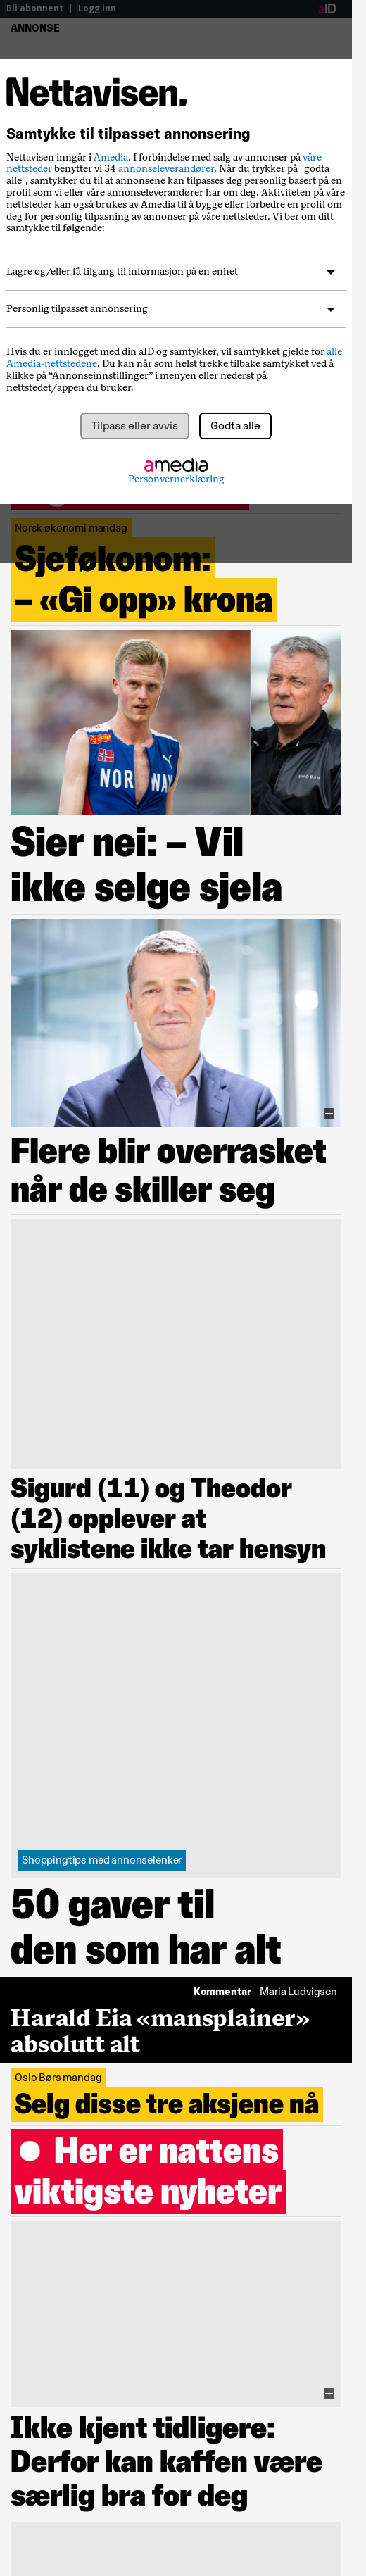 Bli abonnent | Logg inn
aID
ANNONSE
Nettavisen.
Samtykke til tilpasset annonsering
Nettavisen inngår i Amedia. I forbindelse med salg av annonser på våre
nettsteder benytter vi 34 annonseleverandører. Når du trykker på "godta
alle", samtykker du til at annonsene kan tilpasses deg personlig basert på en
profil som vi eller våre annonseleverandører har om deg. Aktiviteten på våre
nettsteder kan også brukes av Amedia til å bygge eller forbedre en profil om
deg for personlig tilpasning av annonser på våre nettsteder. Vi ber om ditt
samtykke til følgende:
Lagre og/eller få tilgang til informasjon på en enhet
Personlig tilpasset annonsering
Hvis du er innlogget med din aID og samtykker, vil samtykket gjelde for alle
Amedia-nettstedene. Du kan når som helst trekke tilbake samtykket ved å
klikke på “Annonseinnstillinger” i menyen eller nederst på
nettstedet/appen du bruker.
Tilpass eller avvis
Godta alle
amedia
Personvernerklæring
Norsk økonomi mandag
Sjeføkonom:
– «Gi opp» krona
NORWAY
Sier nei: – Vil
ikke selge sjela
Flere blir overrasket
når de skiller seg
Sigurd (11) og Theodor
(12) opplever at
syklistene ikke tar hensyn
Shoppingtips med annonselenker
50 gaver til
den som har alt
Kommentar | Maria Ludvigsen
Harald Eia «mansplainer»
absolutt alt
Oslo Børs mandag
Selg disse tre aksjene nå
Her er nattens
viktigste nyheter
Ikke kjent tidligere:
Derfor kan kaffen være
særlig bra for deg